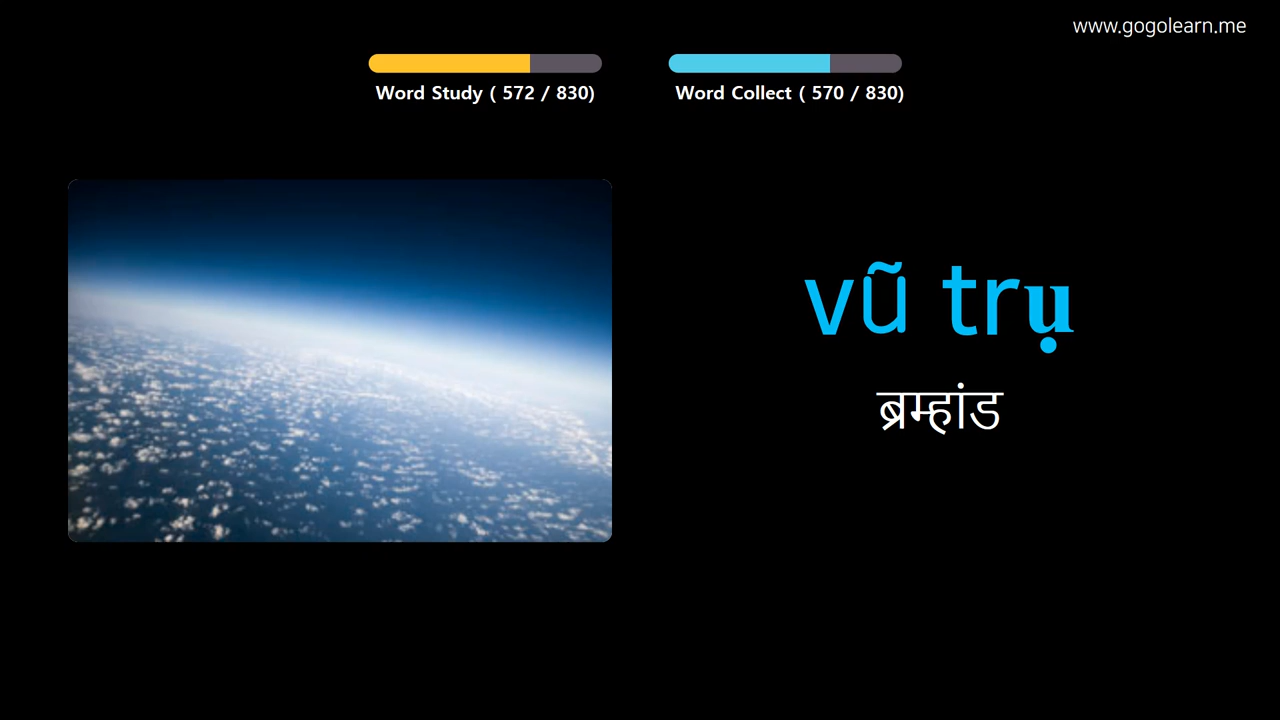 www.gogolearn.me
Word Study ( 572 / 830)
Word Collect ( 570 / 830)
vũ trụ
ब्रम्हांड